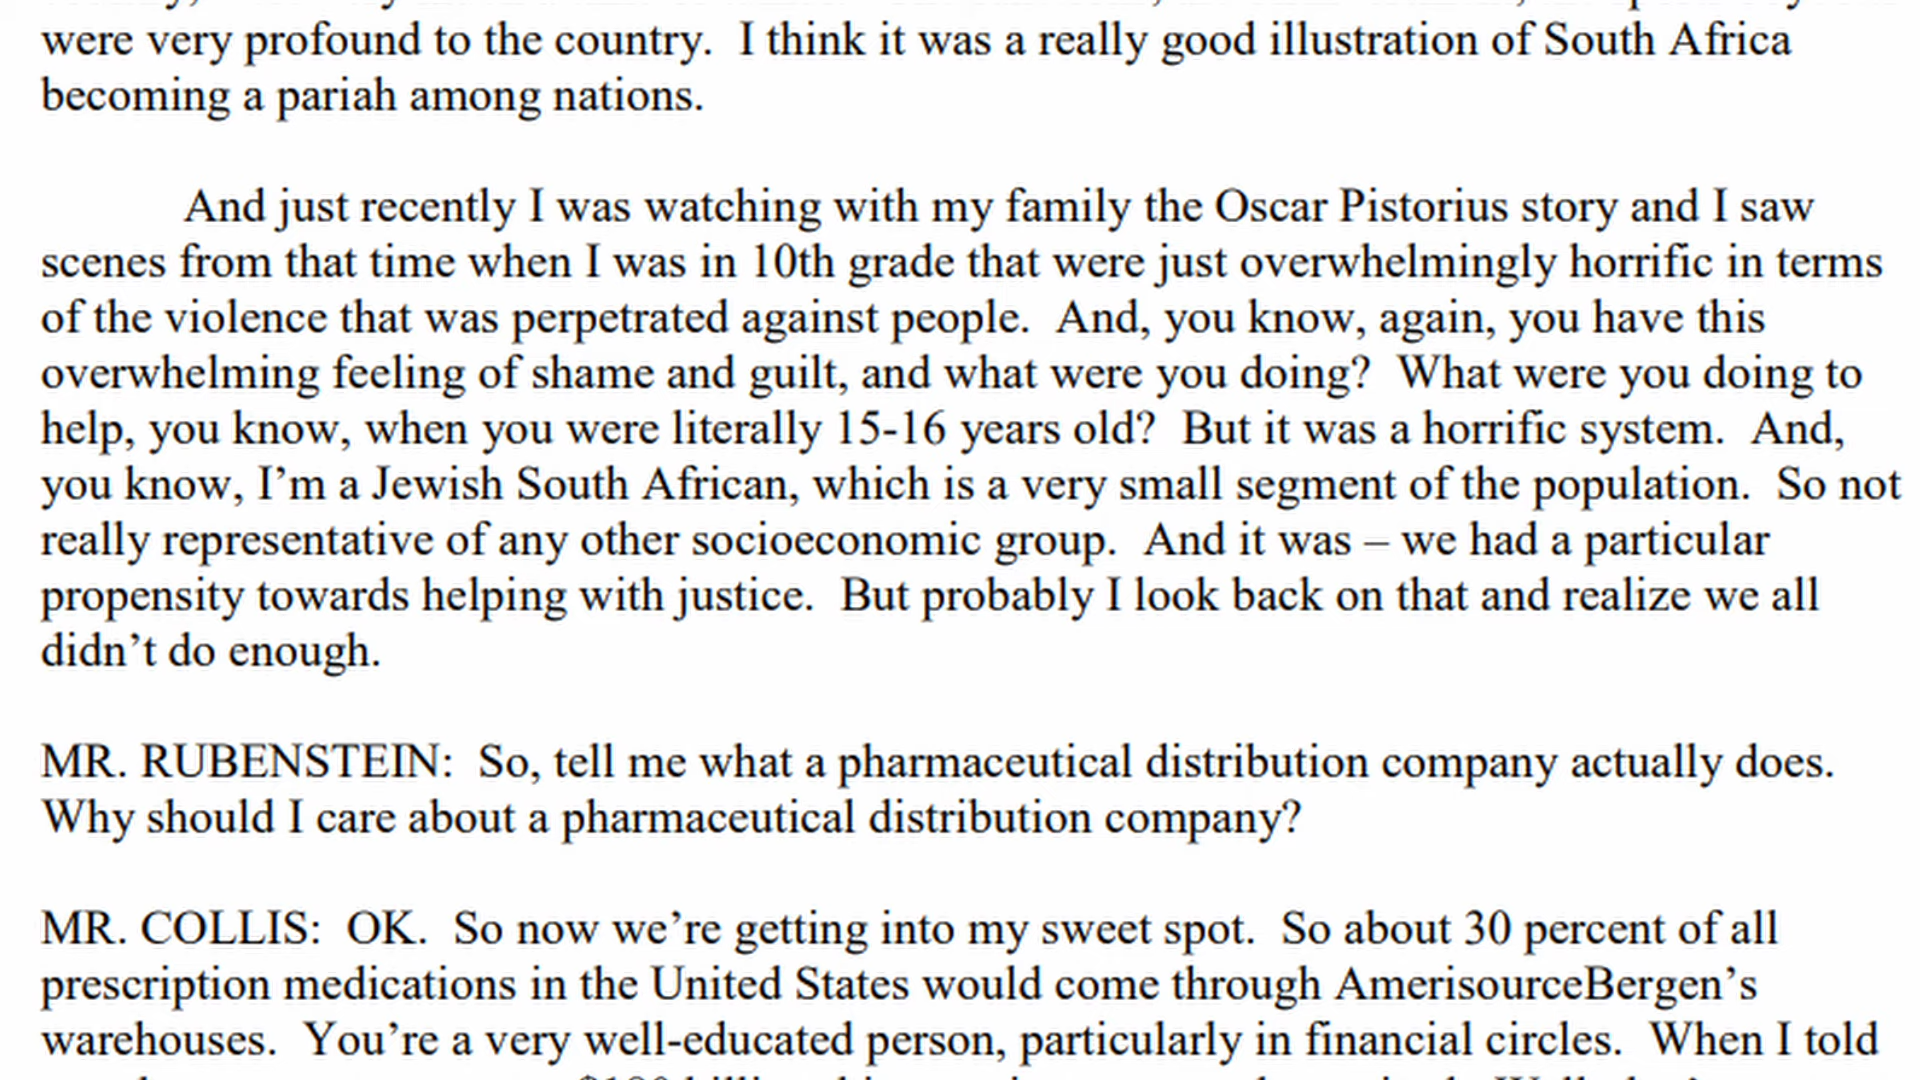 were very profound to the country.  I think it was a really good illustration of South Africa
becoming a pariah among nations.
And just recently I was watching with my family the Oscar Pistorius story and I saw
scenes from that time when I was in 10th grade that were just overwhelmingly horrific in terms
of the violence that was perpetrated against people.  And, you know, again, you have this
overwhelming feeling of shame and guilt, and what were you doing?  What were you doing to
help, you know, when you were literally 15-16 years old?  But it was a horrific system.  And,
you know, I’m a Jewish South African, which is a very small segment of the population.  So not
really representative of any other socioeconomic group.  And it was – we had a particular
propensity towards helping with justice.  But probably I look back on that and realize we all
didn’t do enough.
MR. RUBENSTEIN:  So, tell me what a pharmaceutical distribution company actually does.
Why should I care about a pharmaceutical distribution company?
MR. COLLIS:  OK.  So now we’re getting into my sweet spot.  So about 30 percent of all
prescription medications in the United States would come through AmerisourceBergen’s
warehouses.  You’re a very well-educated person, particularly in financial circles.  When I told